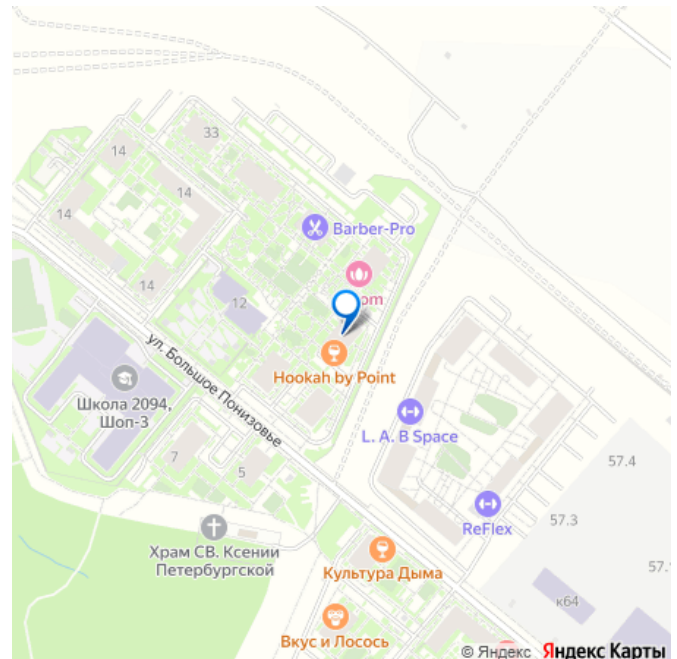 33
14
14
14
14
Barber-Pro
om
12
ул. Большое Понизовье
Hookah by Point
Школа 2094,
Шоп-3
L. A. B Space
7
5
57.4
ReFlex
57.3
Храм СВ. Ксении
Петербургской
Культура Дыма
57.
к64
Вкус и Лосось
© Яндекс Яндекс Карты